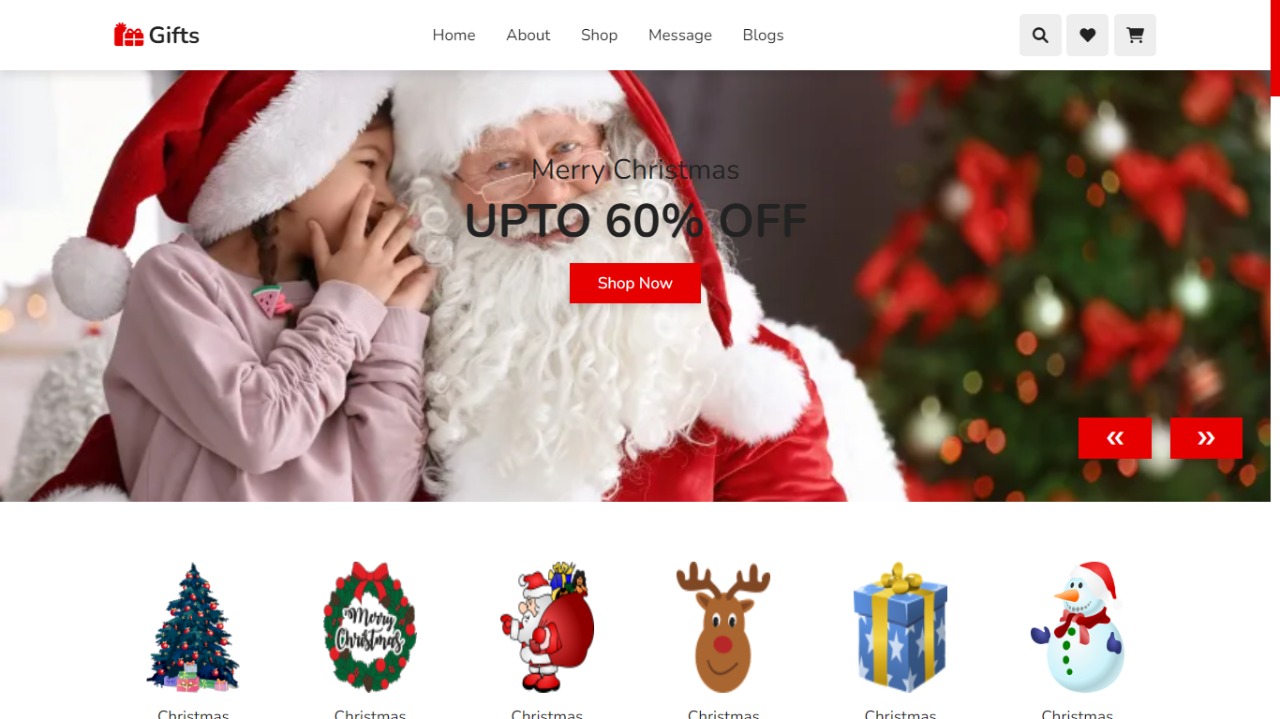 Gifts
Home About Shop Message Blogs
Merry Christmas
UPTO 60% OFF
Shop Now
« »
Merry
Christmas
Christmas Christmas Christmas Christmas Christmas Christmas